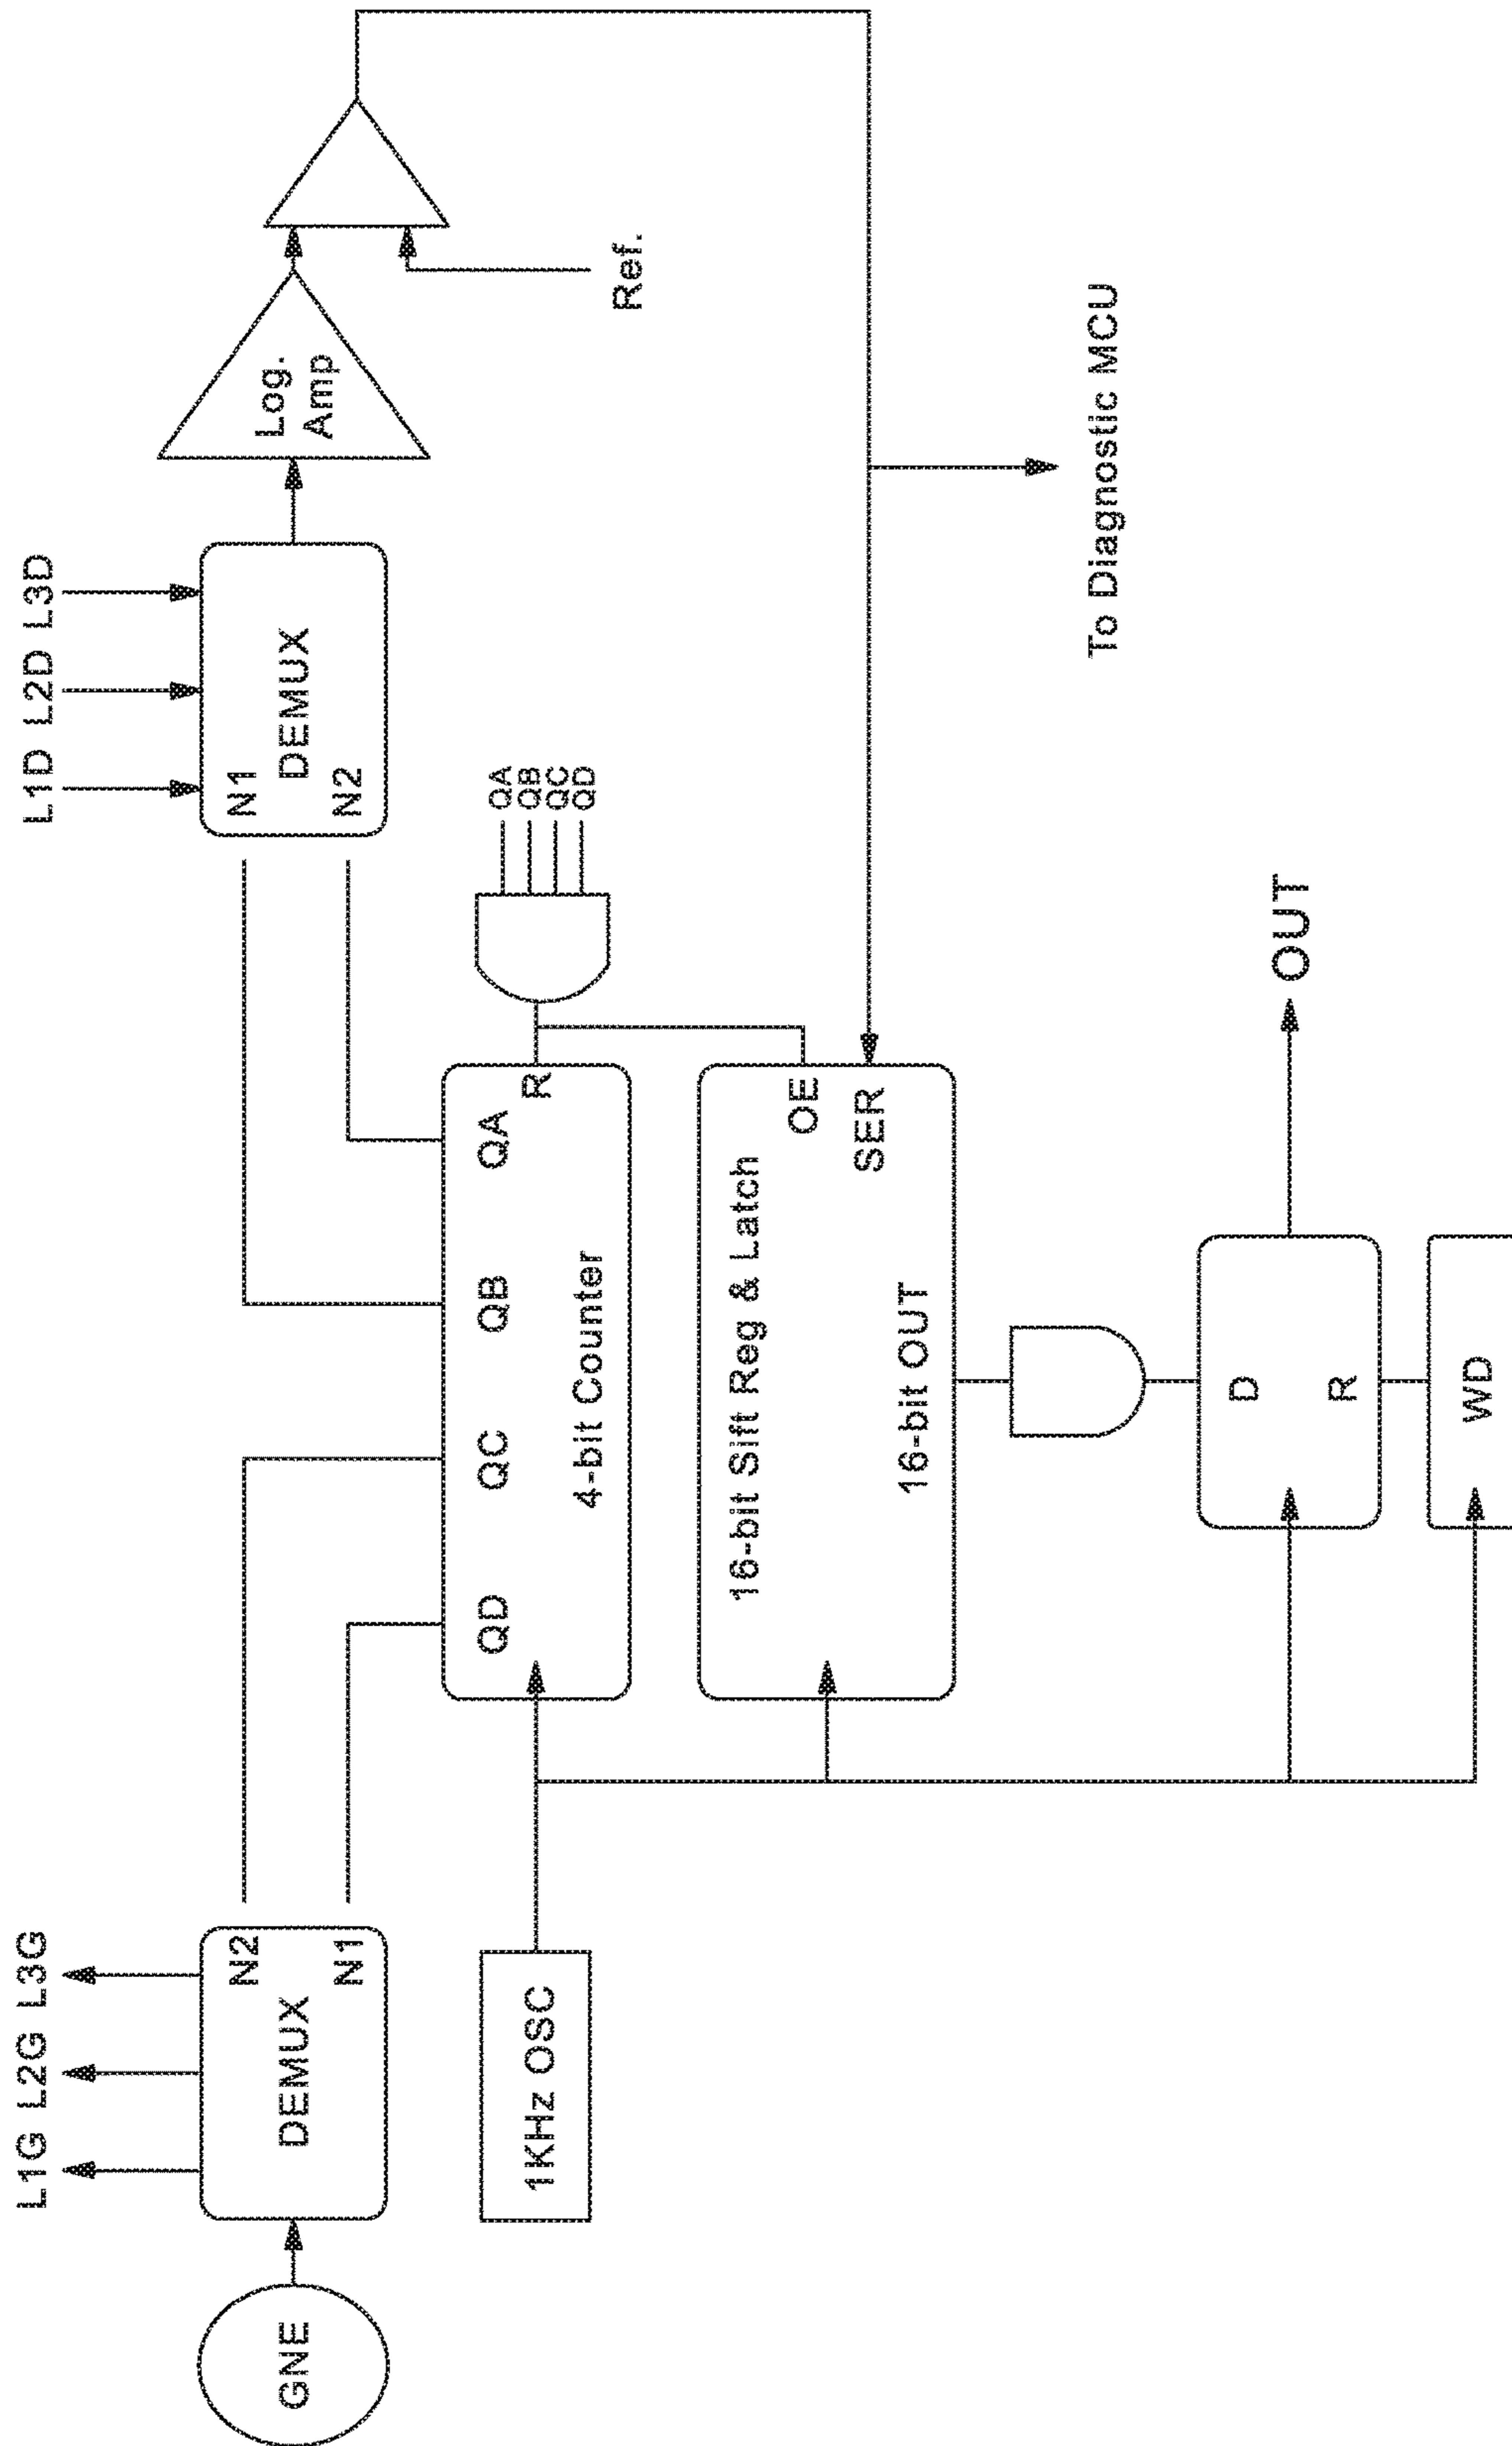 L1G L2G L3G
GNE
DEMUX
N2
N1
L1D L2D L3D
N1
DEMUX
N2
Log.
Amp
Ref.
1KHz OSC
QD
QC
QB
QA
R
4-bit Counter
QA
QB
QC
QD
16-bit Sift Reg & Latch
OE
SER
16-bit OUT
To Diagnostic MCU
D
R
OUT
WD